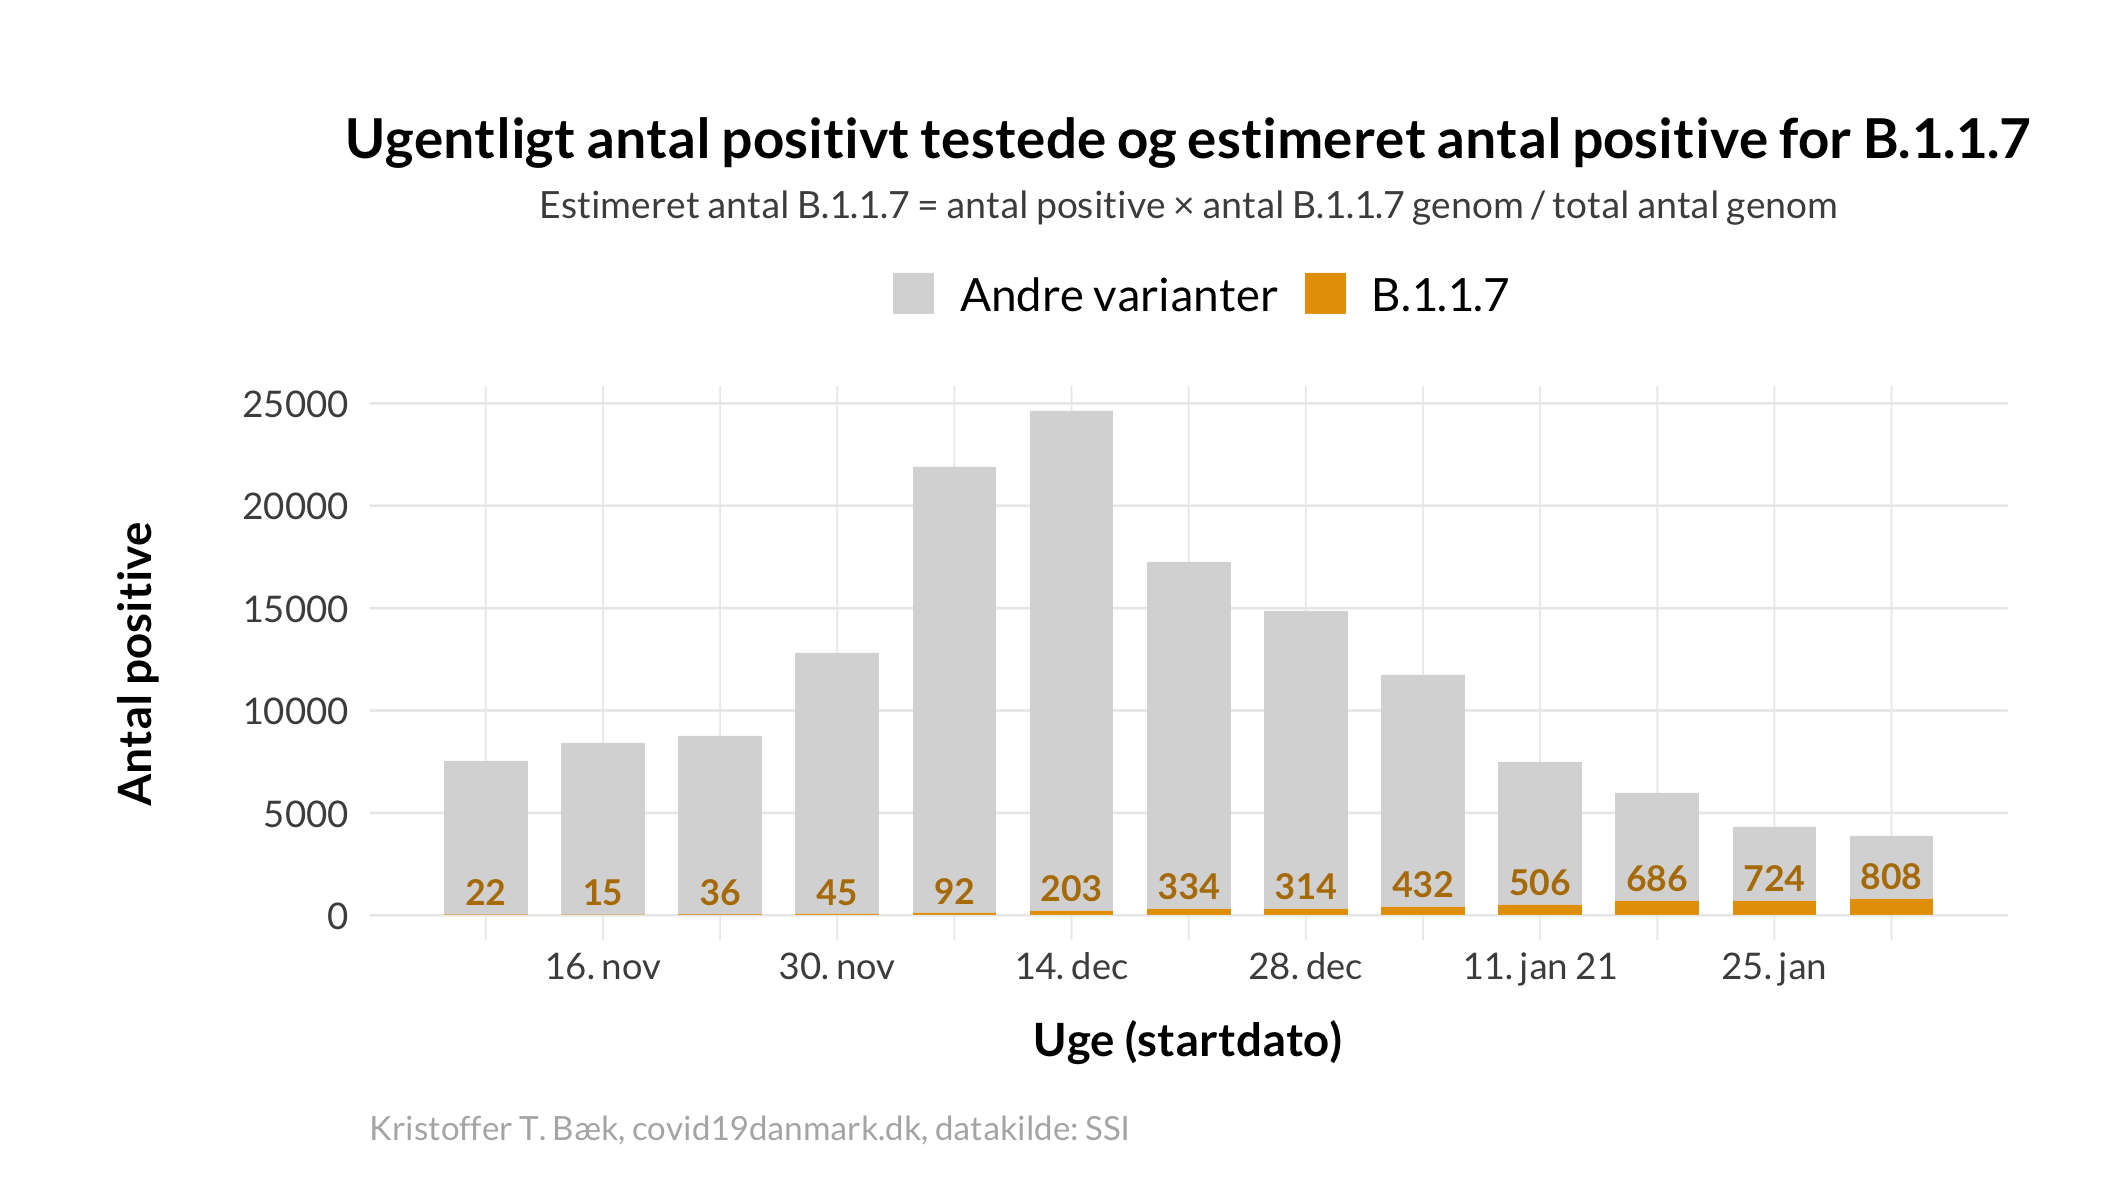 Ugentligt antal positivt testede og estimeret antal positive for B.1.1.7
Estimeret antal B.1.1.7 = antal positive × antal B.1.1.7 genom / total antal genom
Andre varianter B.1.1.7
Antal positive
25000
20000
15000
10000
5000
0
22 15 36 45 92 203 334 314 432 506 686 724 808
16. nov 30. nov 14. dec 28. dec 11. jan 21 25. jan
Uge (startdato)
Kristoffer T. Bæk, covid19danmark.dk, datakilde: SSI